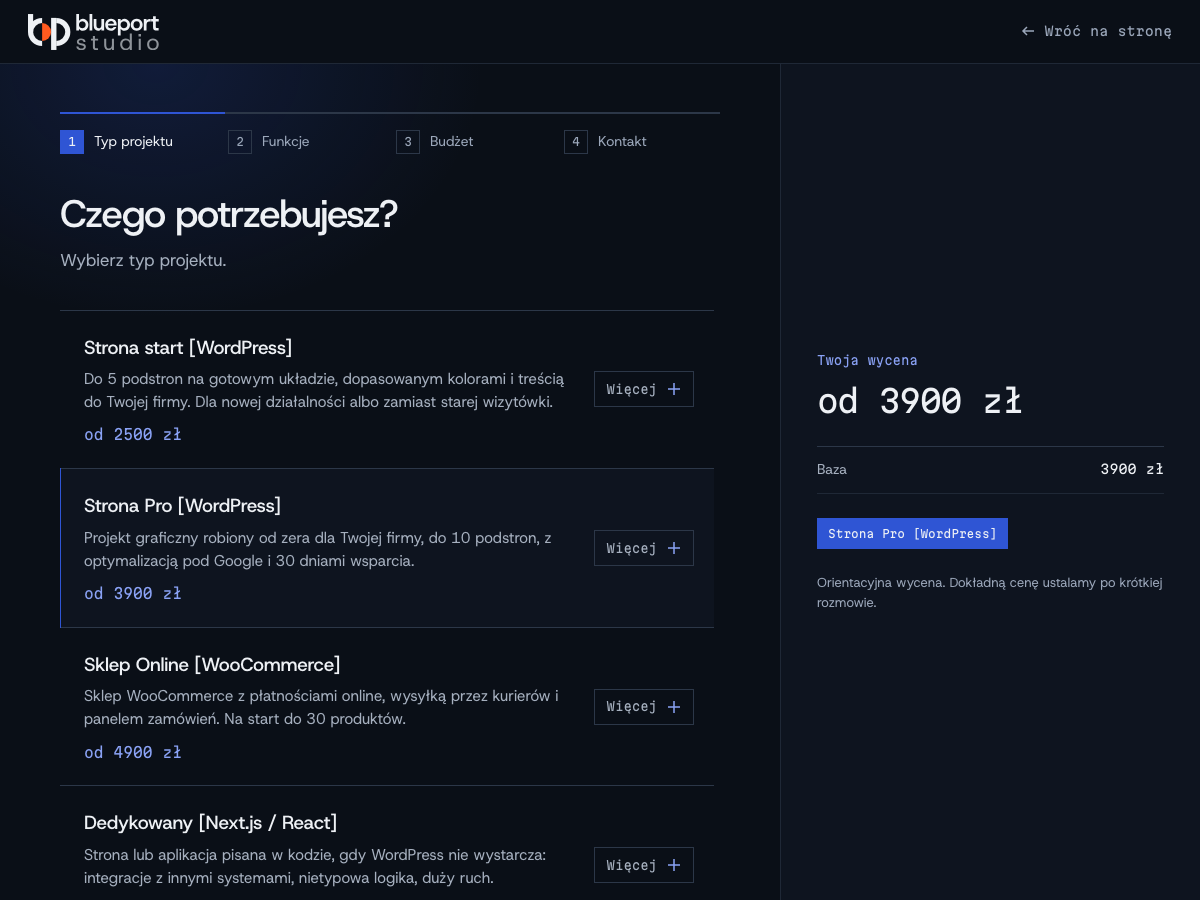 blueport
studio
← Wróć na stronę
1 Typ projektu
2 Funkcje
3 Budżet
4 Kontakt
Czego potrzebujesz?
Wybierz typ projektu.
Strona start [WordPress]
Do 5 podstron na gotowym układzie, dopasowanym kolorami i treścią
do Twojej firmy. Dla nowej działalności albo zamiast starej wizytówki.
od 2500 zł
Więcej +
Strona Pro [WordPress]
Projekt graficzny robiony od zera dla Twojej firmy, do 10 podstron, z
optymalizacją pod Google i 30 dniami wsparcia.
od 3900 zł
Więcej +
Sklep Online [WooCommerce]
Sklep WooCommerce z płatnościami online, wysyłką przez kurierów i
panelem zamówień. Na start do 30 produktów.
od 4900 zł
Więcej +
Dedykowany [Next.js / React]
Strona lub aplikacja pisana w kodzie, gdy WordPress nie wystarcza:
integracje z innymi systemami, nietypowa logika, duży ruch.
Więcej +
Twoja wycena
od 3900 zł
Baza 3900 zł
Strona Pro [WordPress]
Orientacyjna wycena. Dokładną cenę ustalamy po krótkiej
rozmowie.